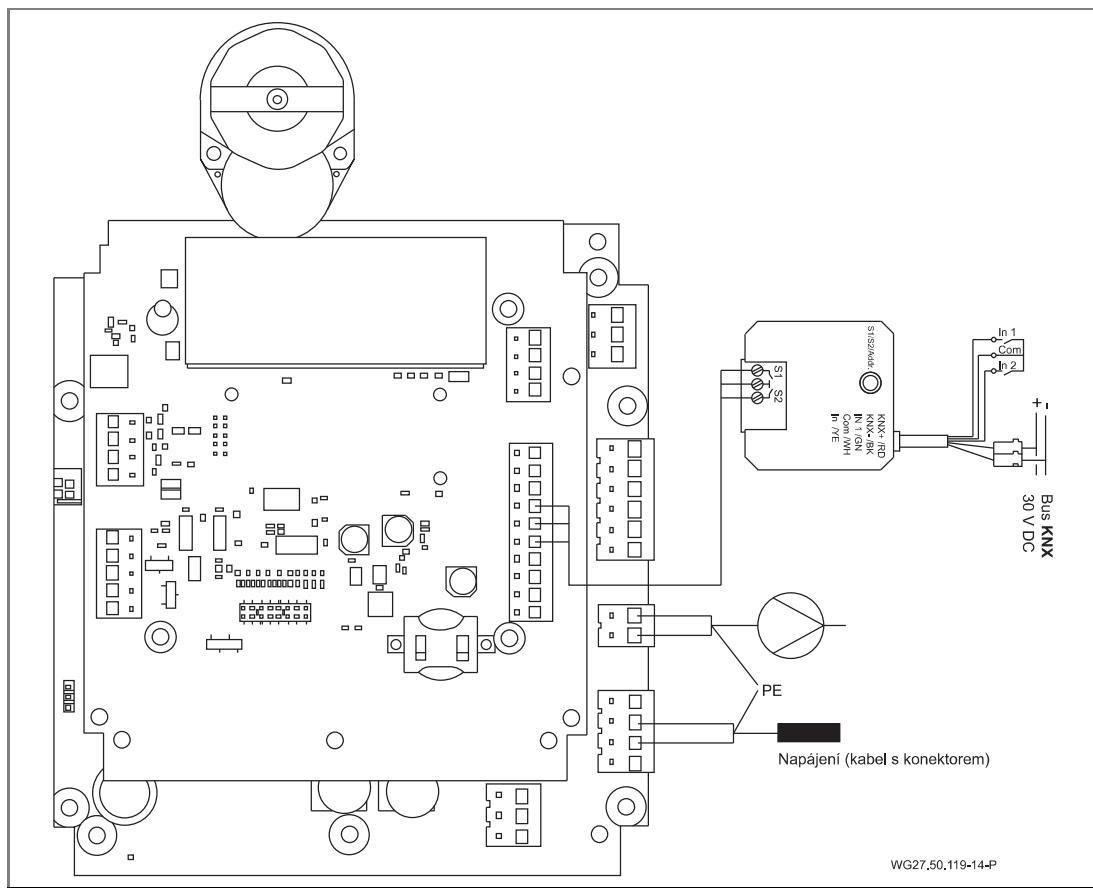 In 1
Com
In 2
S1/S2/Addr.
S1
S2
KNX+ /RD
KNX- /BK
IN 1 /GN
Com /WH
In /YE
+ -
Bus KNX
30 V DC
PE
Napájení (kabel s konektorem)
WG27.50.119-14-P